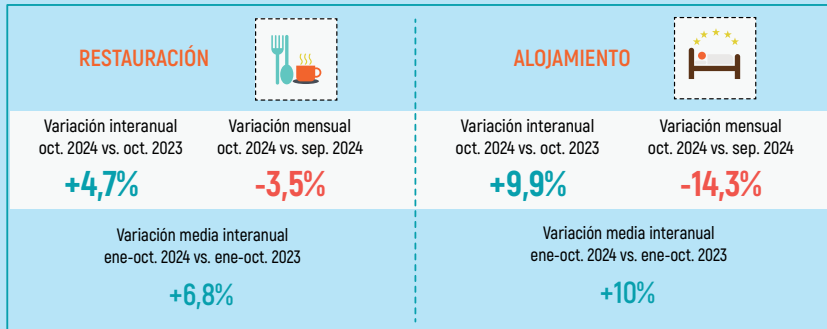 RESTAURACIÓN
Variación interanual
oct. 2024 vs. oct. 2023
+4,7%
Variación mensual
oct. 2024 vs. sep. 2024
-3,5%
Variación media interanual
ene-oct. 2024 vs. ene-oct. 2023
+6,8%
ALOJAMIENTO
Variación interanual
oct. 2024 vs. oct. 2023
+9,9%
Variación mensual
oct. 2024 vs. sep. 2024
-14,3%
Variación media interanual
ene-oct. 2024 vs. ene-oct. 2023
+10%